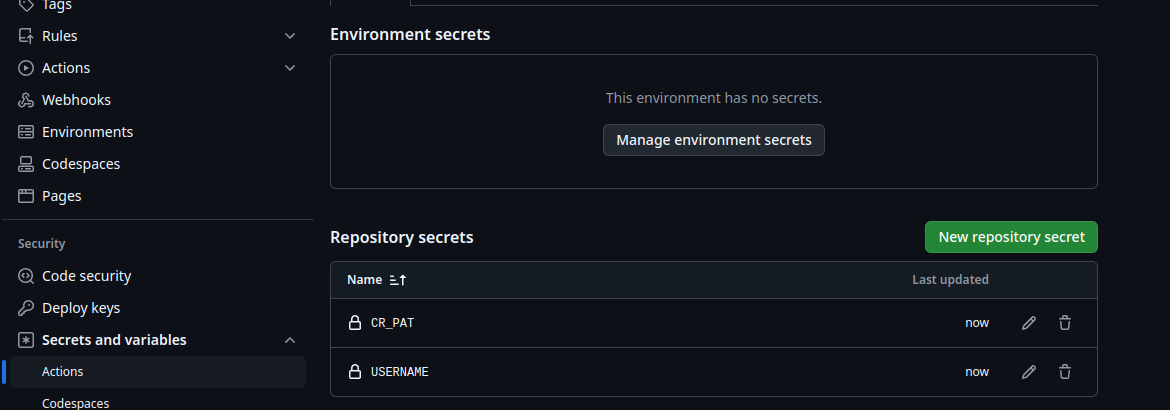 Tags
Rules
Actions
Webhooks
Environments
Codespaces
Pages
Security
Code security
Deploy keys
Secrets and variables
Actions
Codespaces
Environment secrets
This environment has no secrets.
Manage environment secrets
Repository secrets
New repository secret
Name Last updated
CR_PAT now
USERNAME now